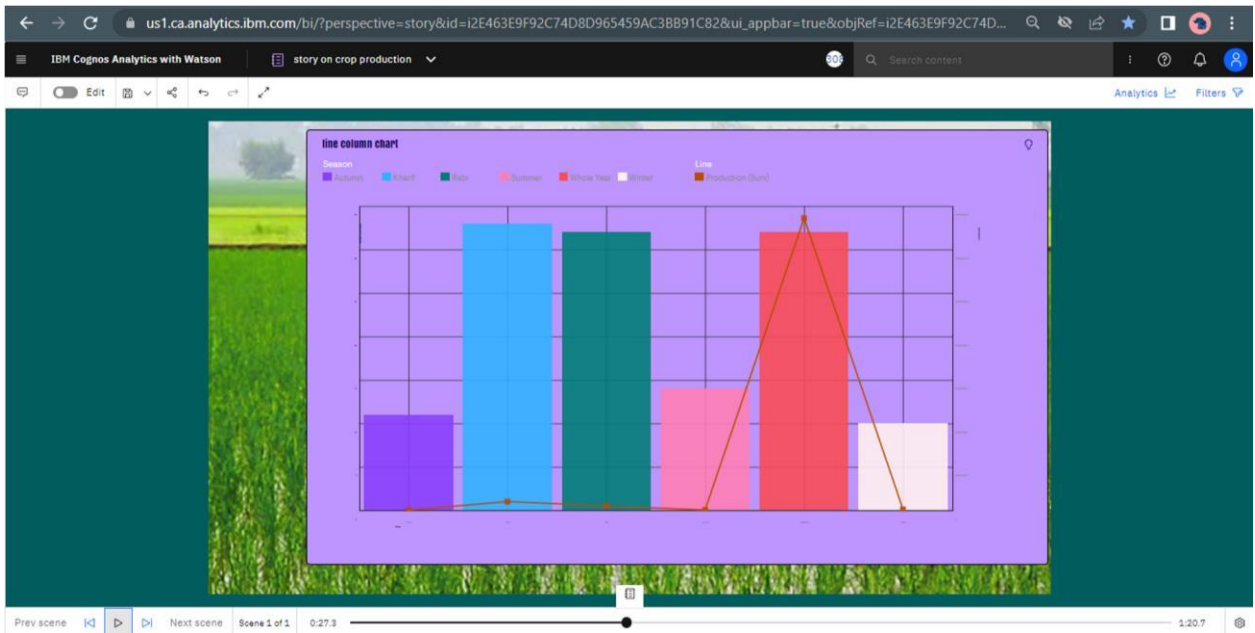 us1.ca.analytics.ibm.com/bi/?perspective=story&id=i2E463E9F92C74D8D965459AC3BB91C82&ui_appbar=true&objRef=i2E463E9F92C74D...
IBM Cognos Analytics with Watson
story on crop production
Search content
Edit
Analytics
Filters
line column chart
Season
Line
Autumn Kharif Rabi Summer Whole Year Winter Production (Sum)
Prev scene
Next scene
Scene 1 of 1
0:27.3
1:20.7